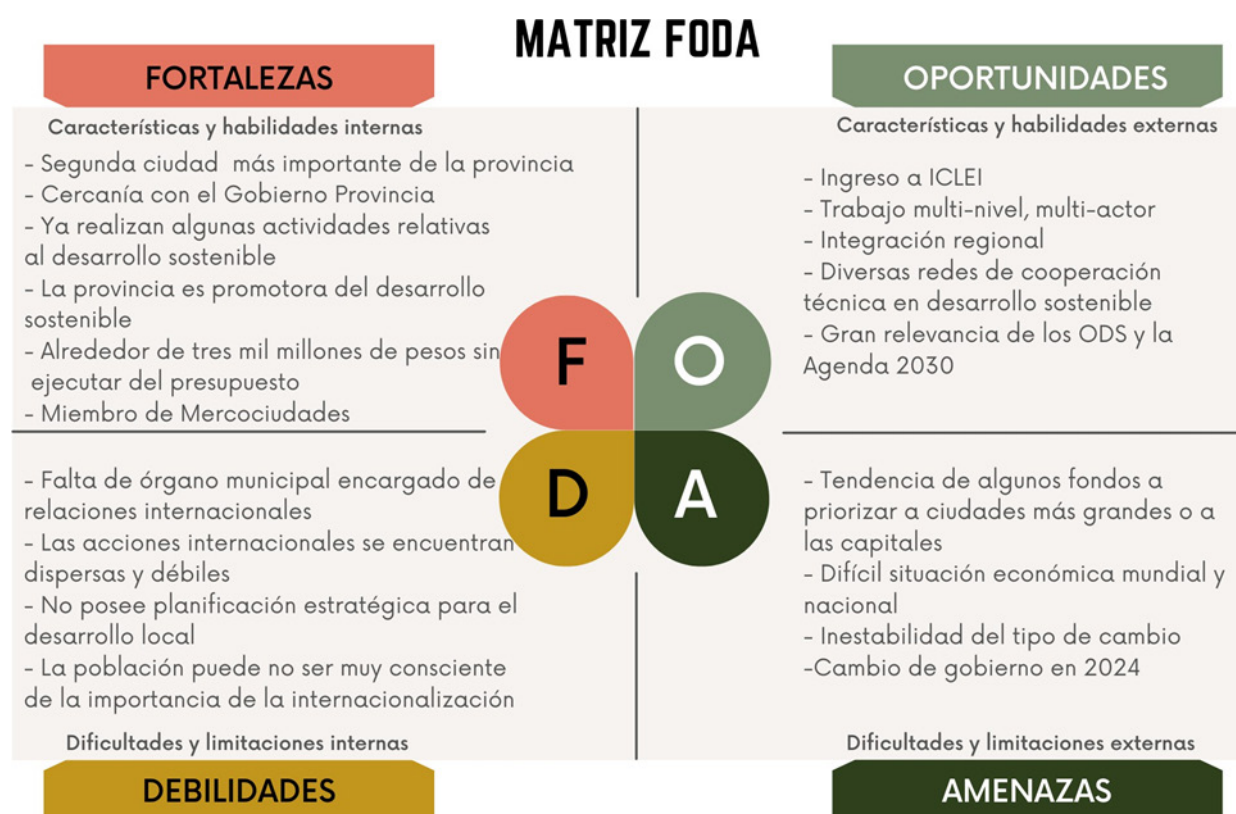 MATRIZ FODA
FORTALEZAS
Características y habilidades internas
- Segunda ciudad más importante de la provincia
- Cercanía con el Gobierno Provincia
- Ya realizan algunas actividades relativas
al desarrollo sostenible
- La provincia es promotora del desarrollo
sostenible
- Alrededor de tres mil millones de pesos sin
ejecutar del presupuesto
- Miembro de Mercociudades
OPORTUNIDADES
Características y habilidades externas
- Ingreso a ICLEI
- Trabajo multi-nivel, multi-actor
- Integración regional
- Diversas redes de cooperación
técnica en desarrollo sostenible
- Gran relevancia de los ODS y la
Agenda 2030
F
O
D
A
- Falta de órgano municipal encargado de
relaciones internacionales
- Las acciones internacionales se encuentran
dispersas y débiles
- No posee planificación estratégica para el
desarrollo local
- La población puede no ser muy consciente
de la importancia de la internacionalización
Dificultades y limitaciones internas
DEBILIDADES
- Tendencia de algunos fondos a
priorizar a ciudades más grandes o a
las capitales
- Difícil situación económica mundial y
nacional
- Inestabilidad del tipo de cambio
-Cambio de gobierno en 2024
Dificultades y limitaciones externas
AMENAZAS